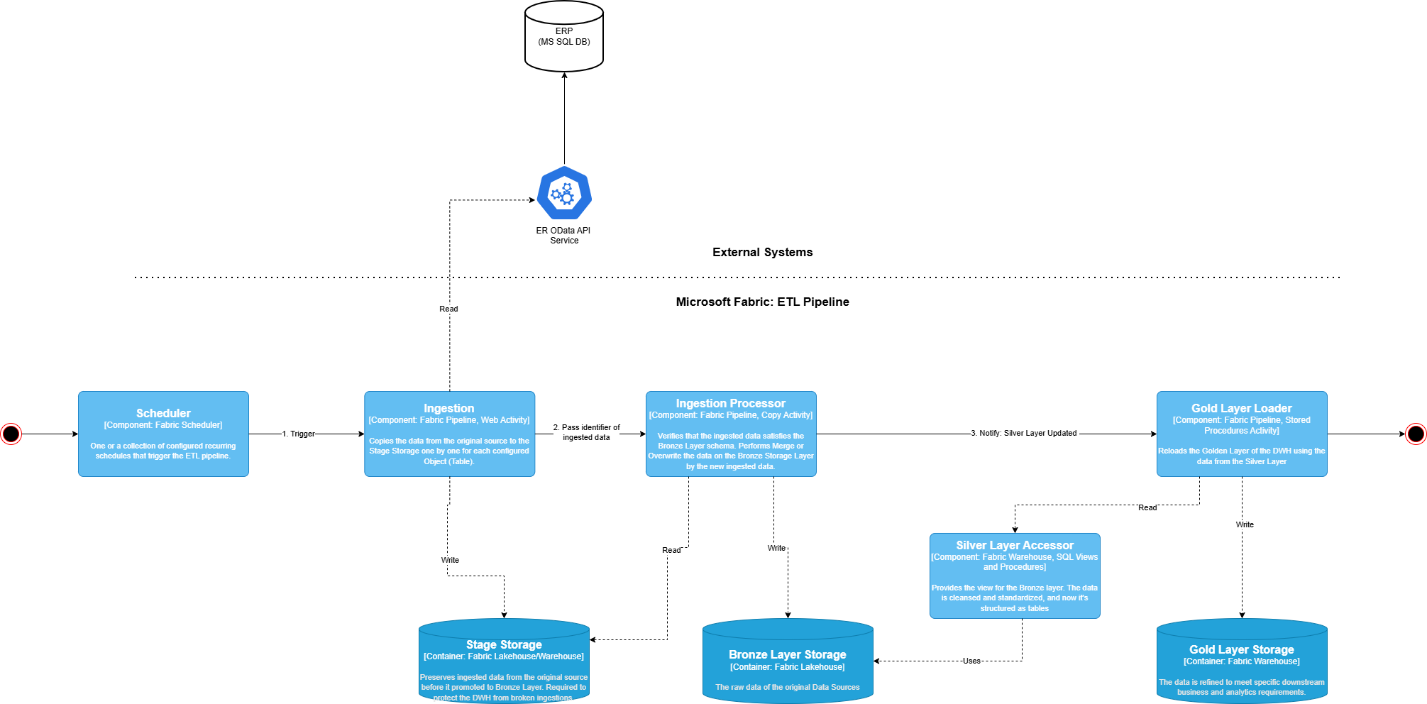 ERP
(MS SQL DB)
ER OData API
Service
External Systems
Microsoft Fabric: ETL Pipeline
Read
Scheduler
[Component: Fabric Scheduler]
One or a collection of configured recurring
schedules that trigger the ETL pipeline.
1. Trigger
Ingestion
[Component: Fabric Pipeline, Web Activity]
Copies the data from the original source to the
Stage Storage one by one for each configured
Object (Table).
2. Pass identifier of
ingested data
Ingestion Processor
[Component: Fabric Pipeline, Copy Activity]
Verifies that the ingested data satisfies the
Bronze Layer schema. Performs Merge or
Overwrite the data on the Bronze Storage Layer
by the new ingested data.
3. Notify: Silver Layer Updated
Gold Layer Loader
[Component: Fabric Pipeline, Stored
Procedures Activity]
Reloads the Golden Layer of the DWH using the
data from the Silver Layer
Write
Read
Write
Read
Write
Silver Layer Accessor
[Component: Fabric Warehouse, SQL Views
and Procedures]
Provides the view for the Bronze layer. The data
is cleansed and standardized, and now it's
structured as tables
Uses
Stage Storage
[Container: Fabric Lakehouse/Warehouse]
Preserves ingested data from the original source
before it promoted to Bronze Layer. Required to
protect the DWH from broken ingestions
Bronze Layer Storage
[Container: Fabric Lakehouse]
The raw data of the original Data Sources
Gold Layer Storage
[Container: Fabric Warehouse]
The data is refined to meet specific downstream
business and analytics requirements.